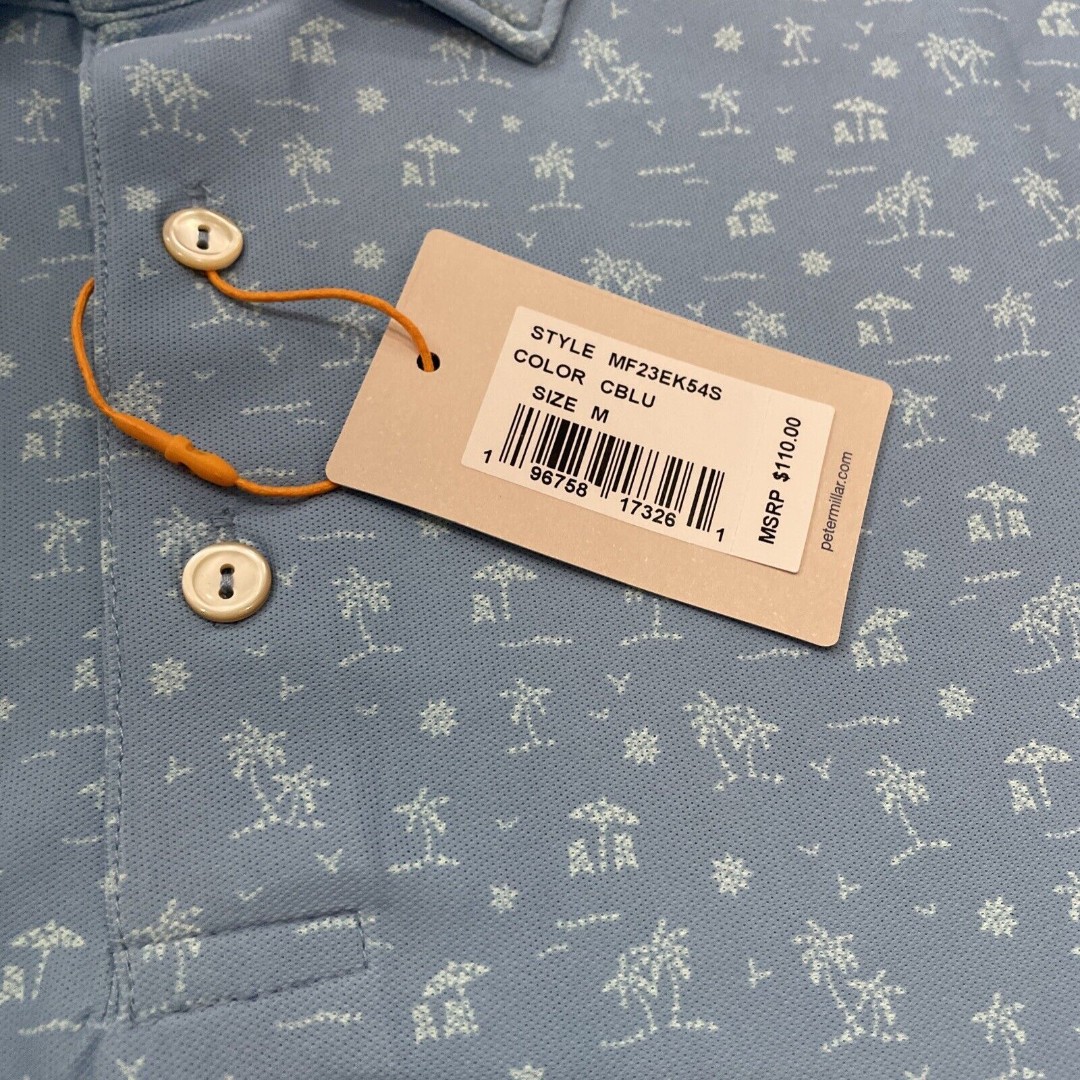 STYLE MF23EK54S
COLOR CBLU
SIZE M
1 96758 17326 1
MSRP $110.00
petermillar.com